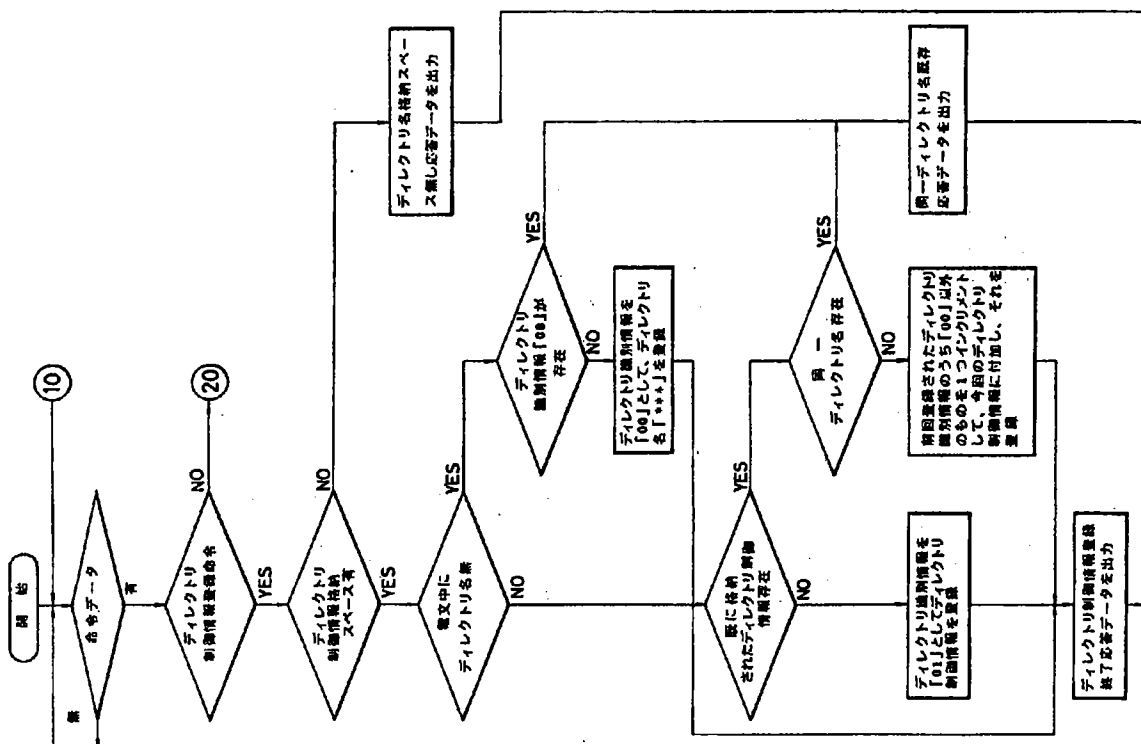 開始
10
命令データ
無
有
ディレクトリ
制御情報登録命令
NO
20
YES
ディレクトリ
制御情報格納
スペース有
NO
ディレクトリ名格納スペー
ス無し応答データを出力
YES
電文中に
ディレクトリ名無
YES
NO
ディレクトリ
識別情報「00」が
存在
YES
NO
ディレクトリ識別情報を
「00」として、ディレクトリ
名「***」を登録
既に格納
されたディレクトリ制御
情報存在
YES
NO
同一
ディレクトリ名存在
YES
NO
同一ディレクトリ名既存
応答データを出力
ディレクトリ識別情報を
「01」としてディレクトリ
制御情報を登録
前回登録されたディレクトリ
識別情報のうち「00」以外
のものを1つインクリメント
して、今回のディレクトリ
制御情報に付加し、それを
登録
ディレクトリ制御情報登録
終了応答データを出力